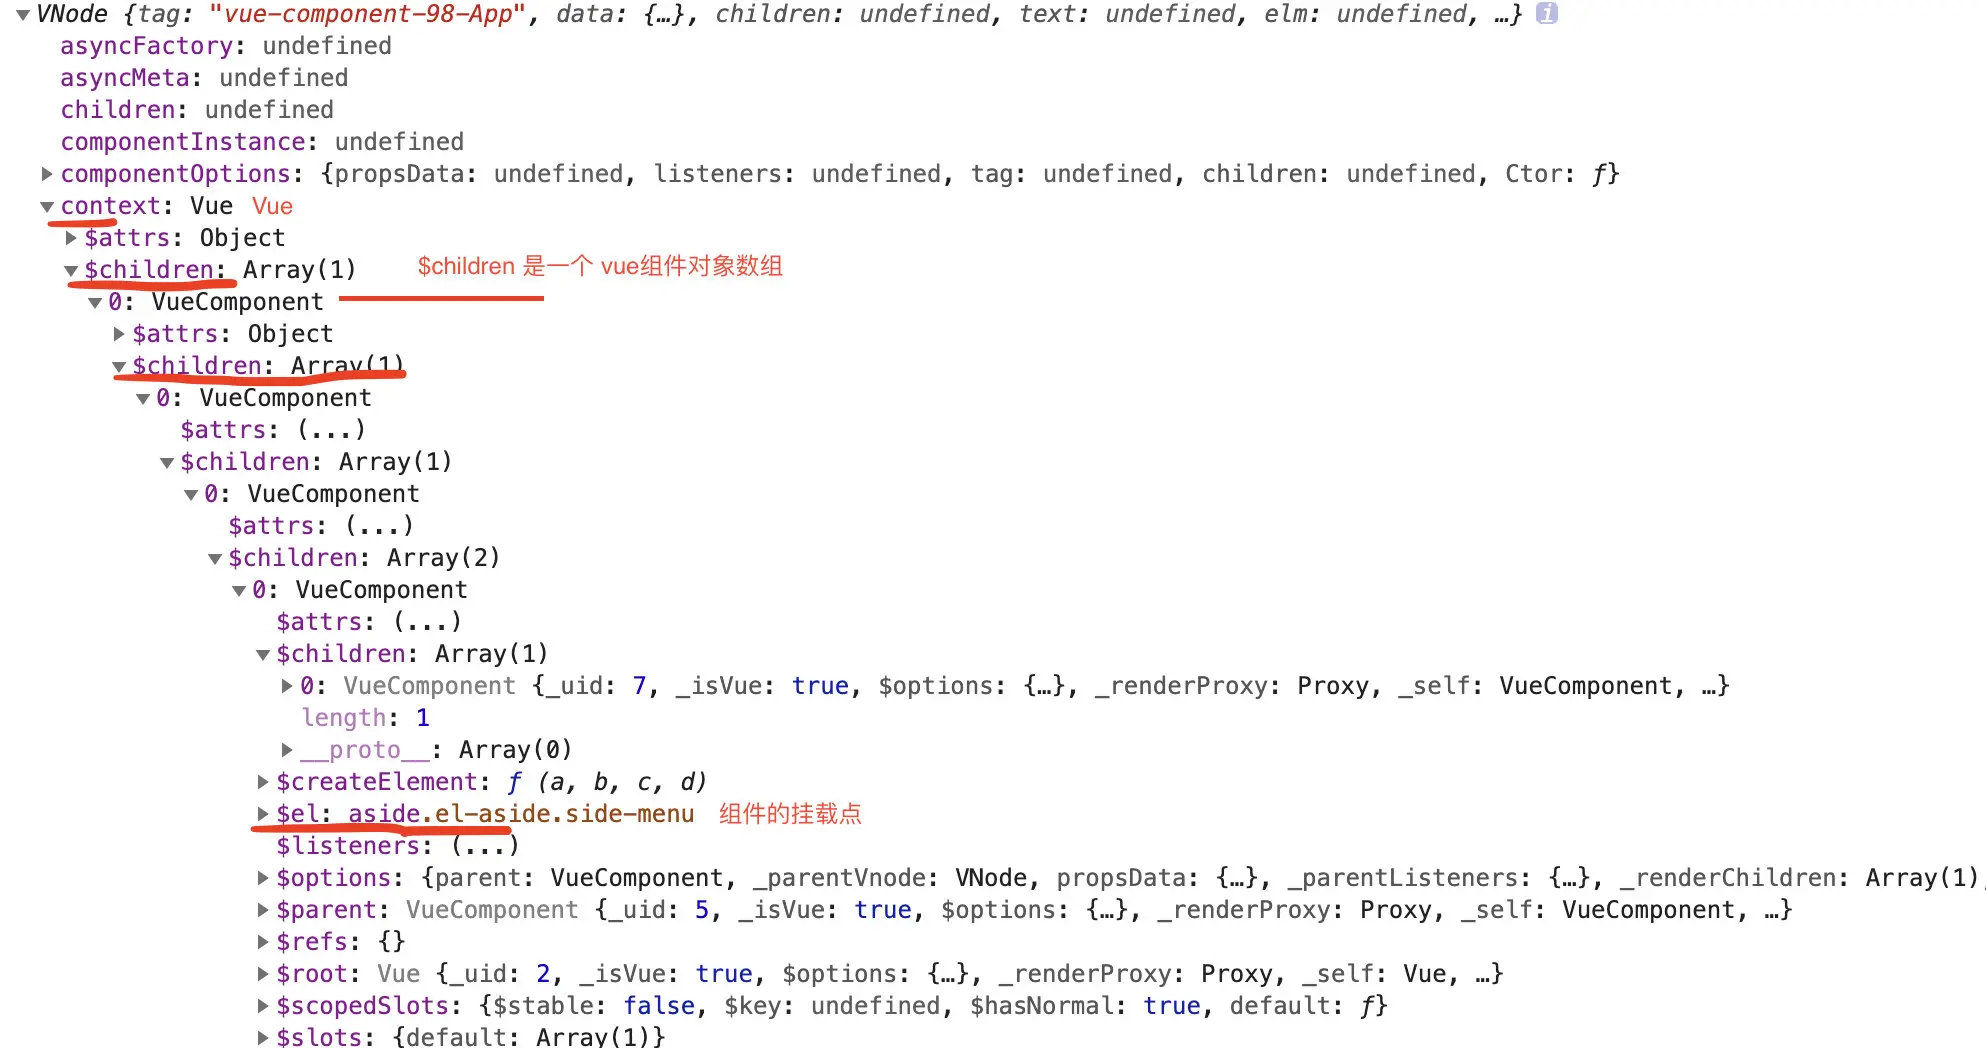 VNode {tag: "vue-component-98-App", data: {…}, children: undefined, text: undefined, elm: undefined, …} i
asyncFactory: undefined
asyncMeta: undefined
children: undefined
componentInstance: undefined
componentOptions: {propsData: undefined, listeners: undefined, tag: undefined, children: undefined, Ctor: ƒ}
context: Vue Vue
$attrs: Object
$children: Array(1) $children 是一个 vue组件对象数组
0: VueComponent
$attrs: Object
$children: Array(1)
0: VueComponent
$attrs: (...)
$children: Array(1)
0: VueComponent
$attrs: (...)
$children: Array(2)
0: VueComponent
$attrs: (...)
$children: Array(1)
0: VueComponent {_uid: 7, _isVue: true, $options: {…}, _renderProxy: Proxy, _self: VueComponent, …}
length: 1
__proto__: Array(0)
$createElement: ƒ (a, b, c, d)
$el: aside.el-aside.side-menu 组件的挂载点
$listeners: (...)
$options: {parent: VueComponent, _parentVnode: VNode, propsData: {…}, _parentListeners: {…}, _renderChildren: Array(1),
$parent: VueComponent {_uid: 5, _isVue: true, $options: {…}, _renderProxy: Proxy, _self: VueComponent, …}
$refs: {}
$root: Vue {_uid: 2, _isVue: true, $options: {…}, _renderProxy: Proxy, _self: Vue, …}
$scopedSlots: {$stable: false, $key: undefined, $hasNormal: true, default: ƒ}
$slots: {default: Array(1)}